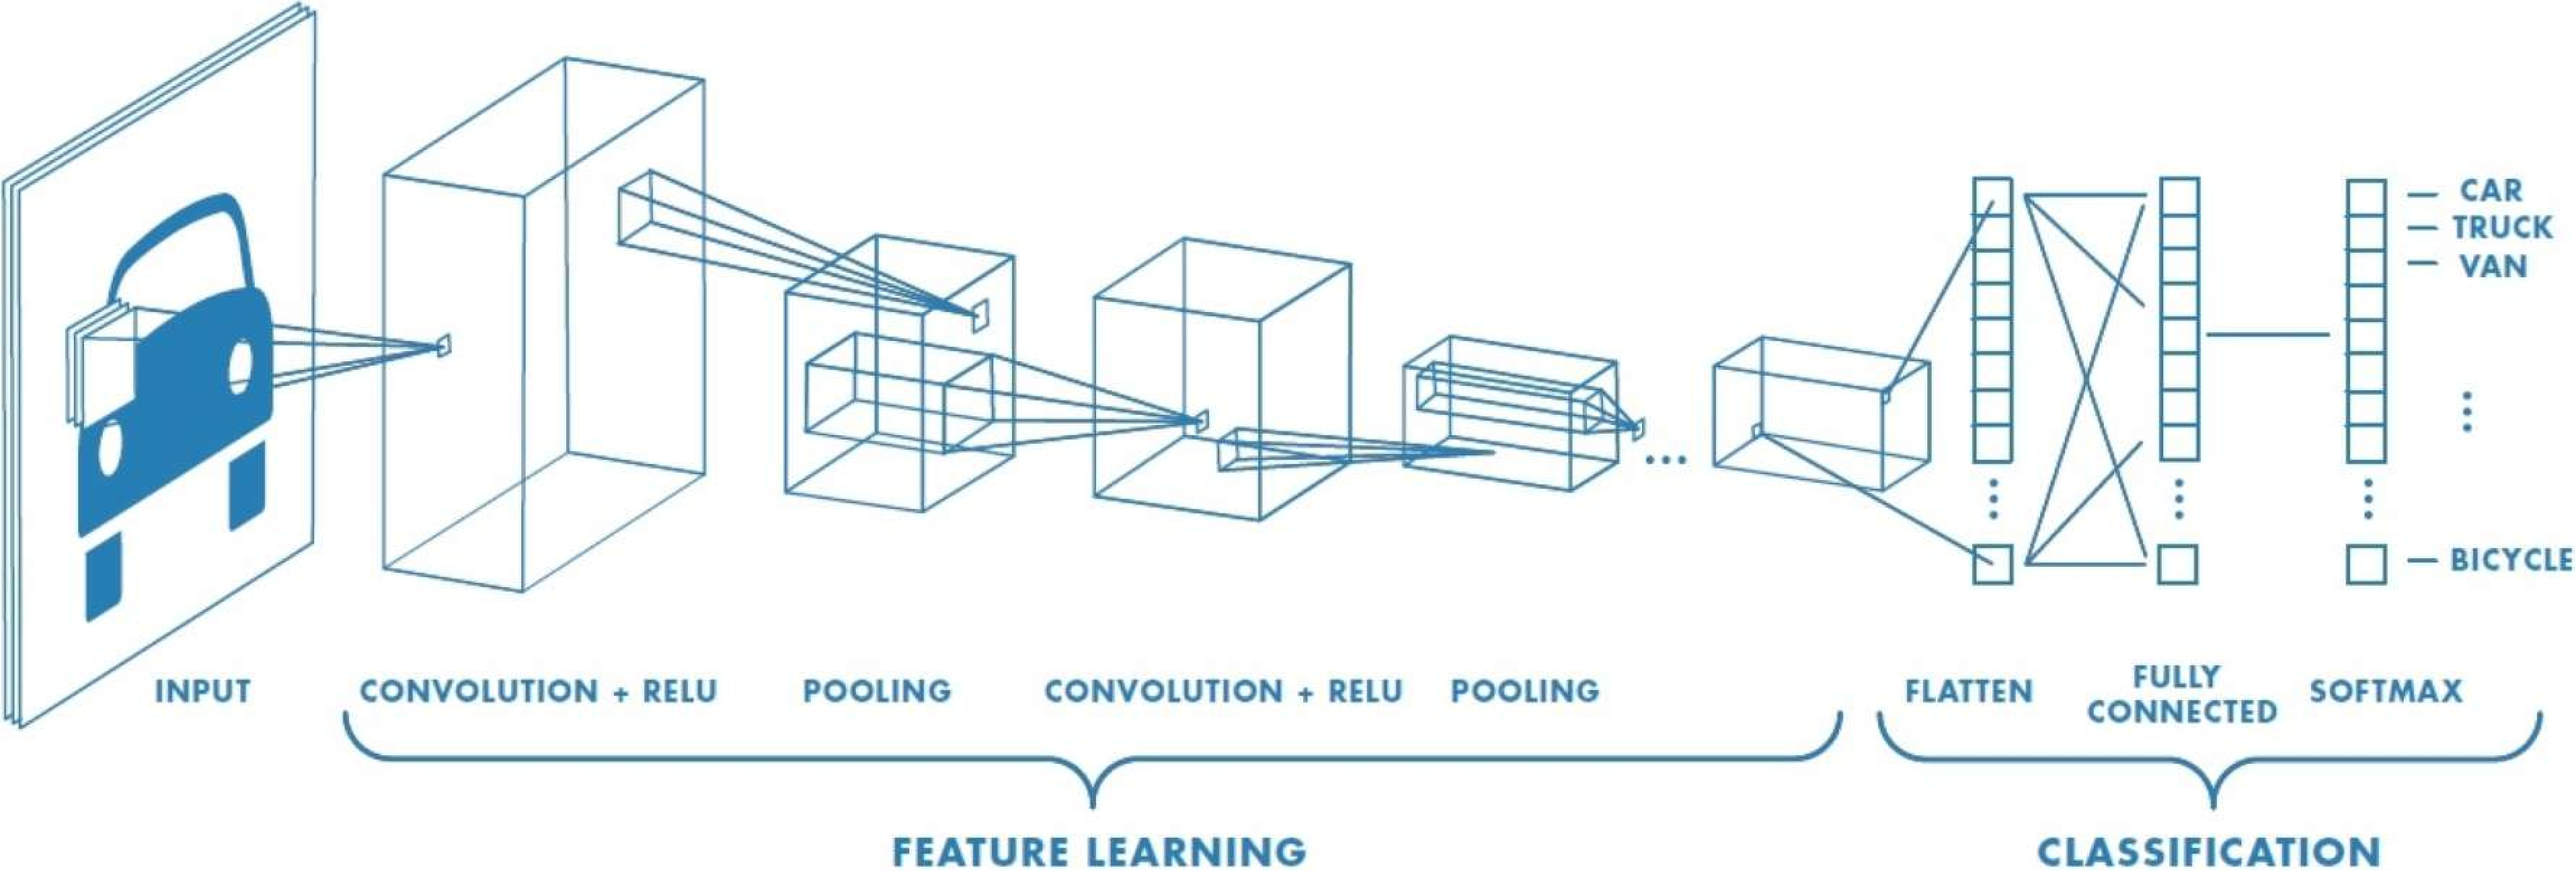 CAR
TRUCK
VAN
BICYCLE
INPUT
CONVOLUTION + RELU
POOLING
CONVOLUTION + RELU
POOLING
FLATTEN
FULLY
CONNECTED
SOFTMAX
FEATURE LEARNING
CLASSIFICATION